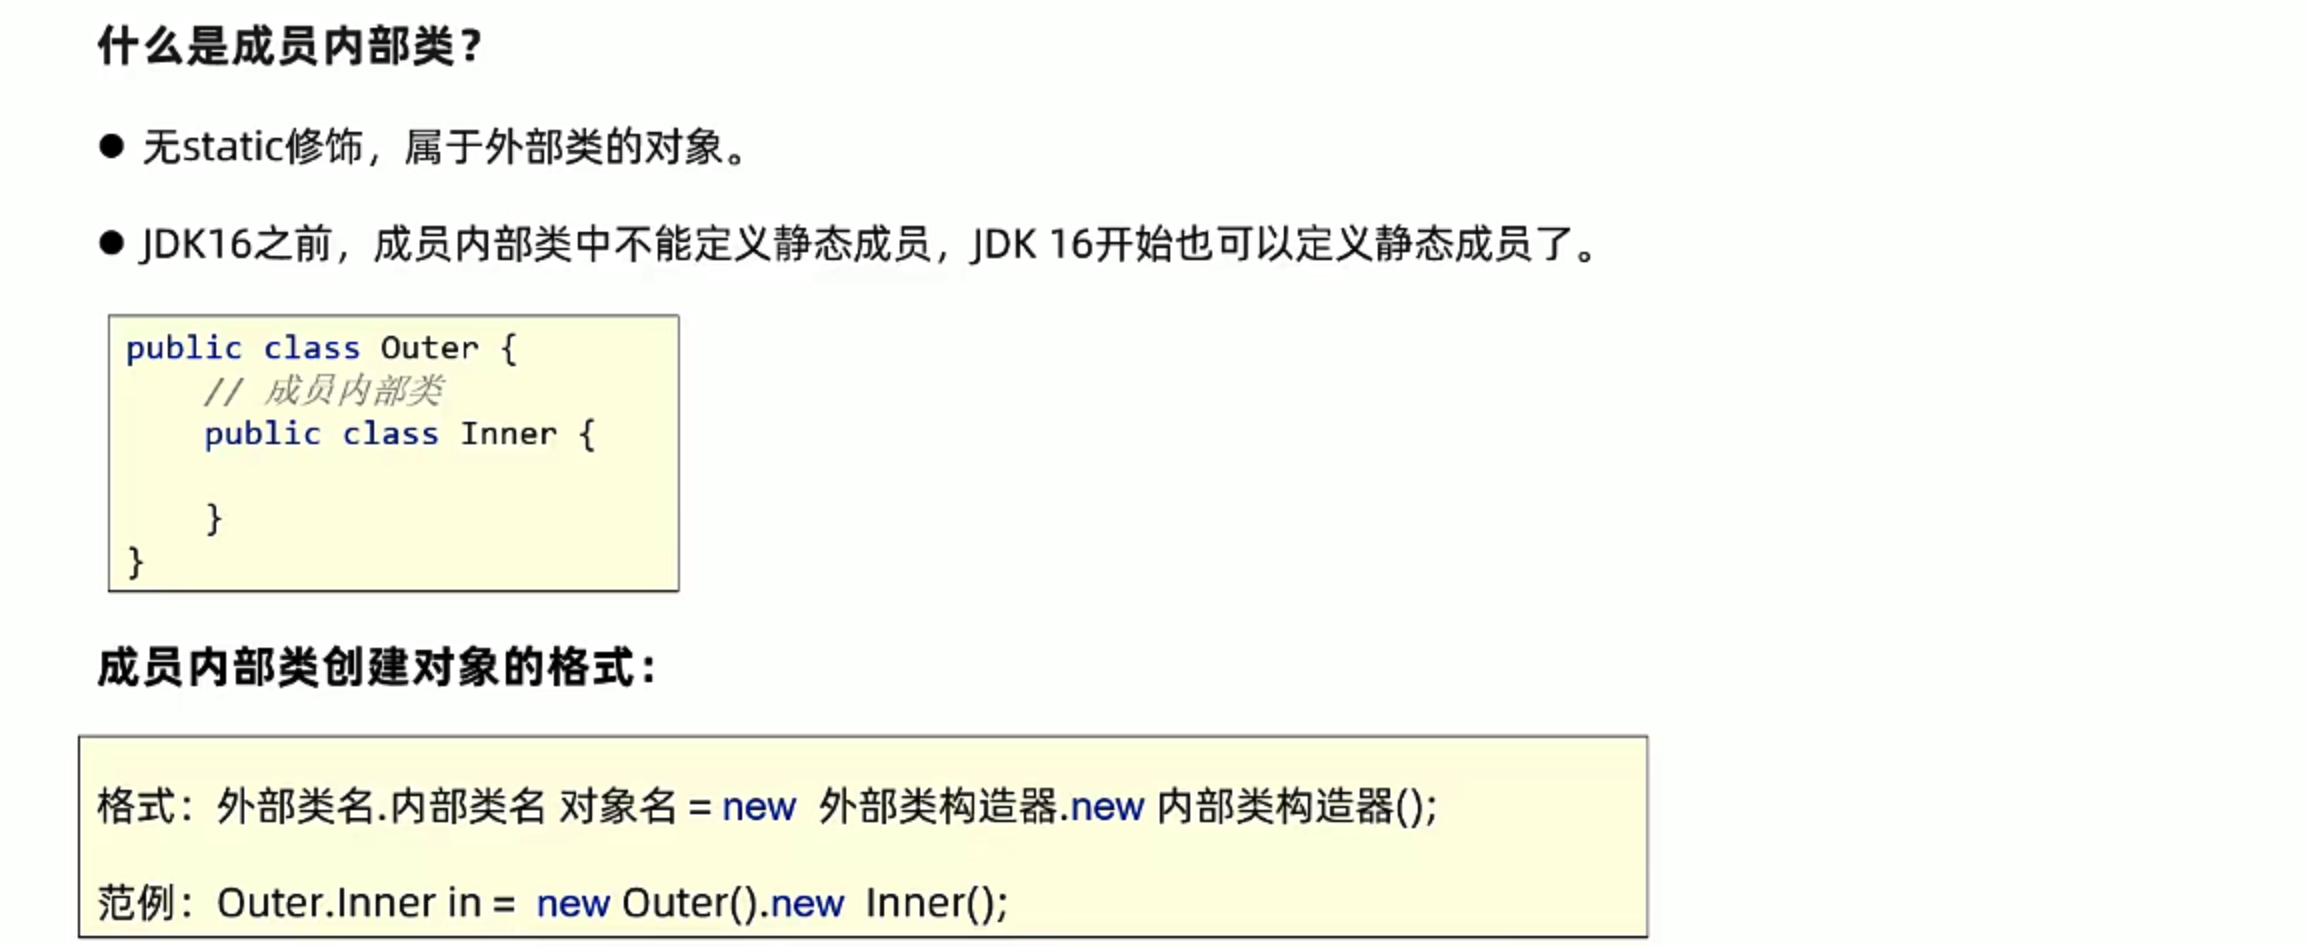 什么是成员内部类？
● 无static修饰，属于外部类的对象。
● JDK16之前，成员内部类中不能定义静态成员，JDK 16开始也可以定义静态成员了。
public class Outer {
    // 成员内部类
    public class Inner {
    }
}
成员内部类创建对象的格式：
格式：外部类名.内部类名 对象名 = new 外部类构造器.new 内部类构造器();
范例：Outer.Inner in = new Outer().new Inner();